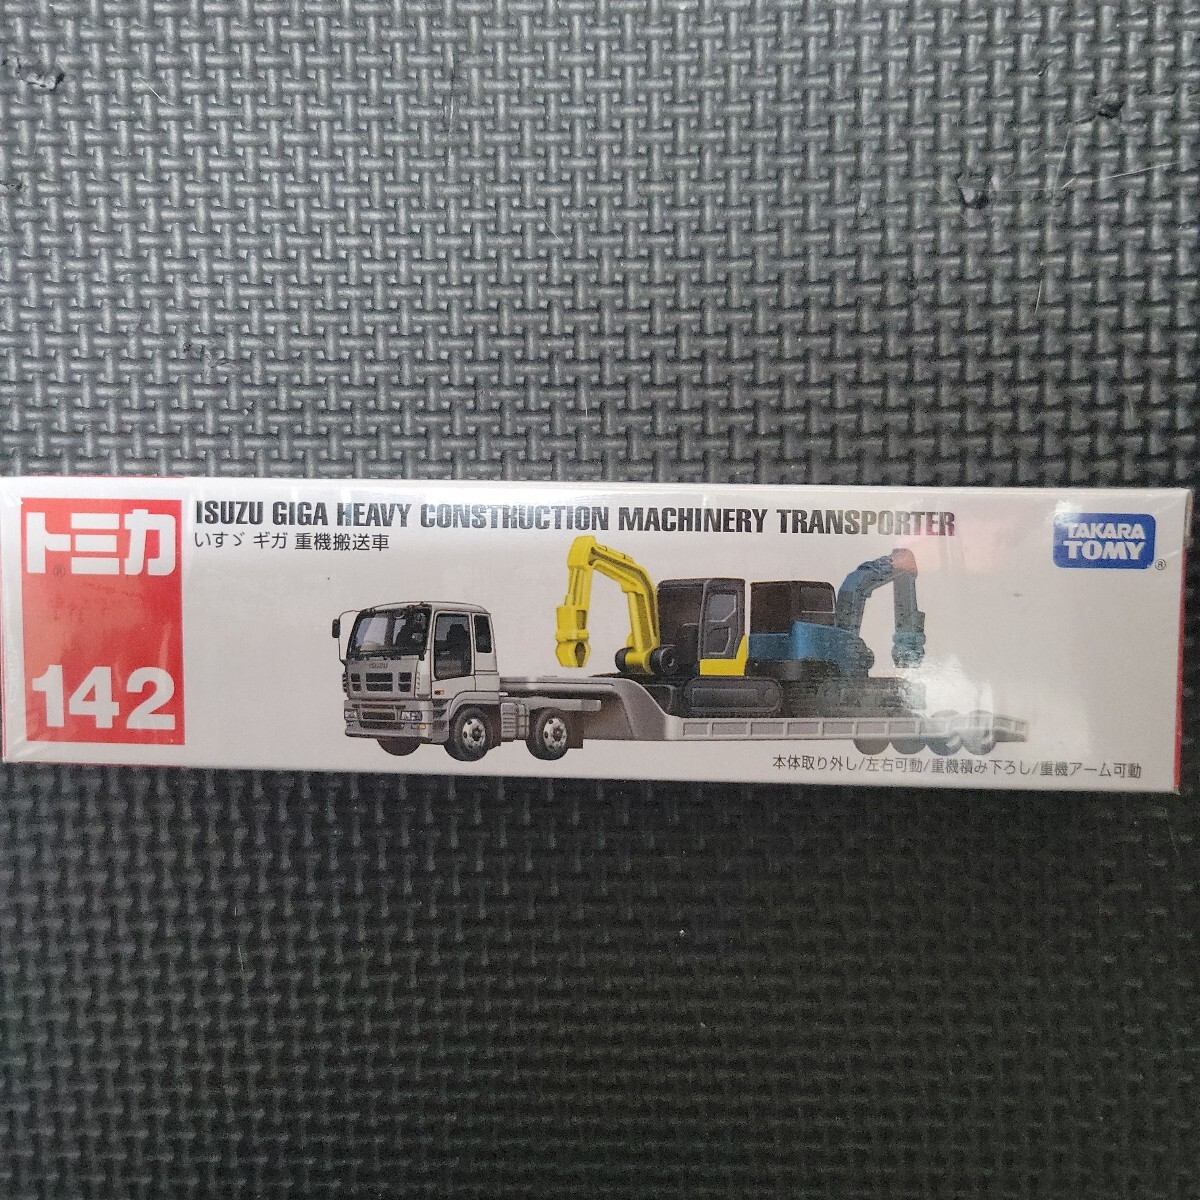 トミカ®
142
ISUZU GIGA HEAVY CONSTRUCTION MACHINERY TRANSPORTER
いすゞ ギガ 重機搬送車
TAKARA
TOMY®
ISUZU
本体取り外し/左右可動/重機積み下ろし/重機アーム可動